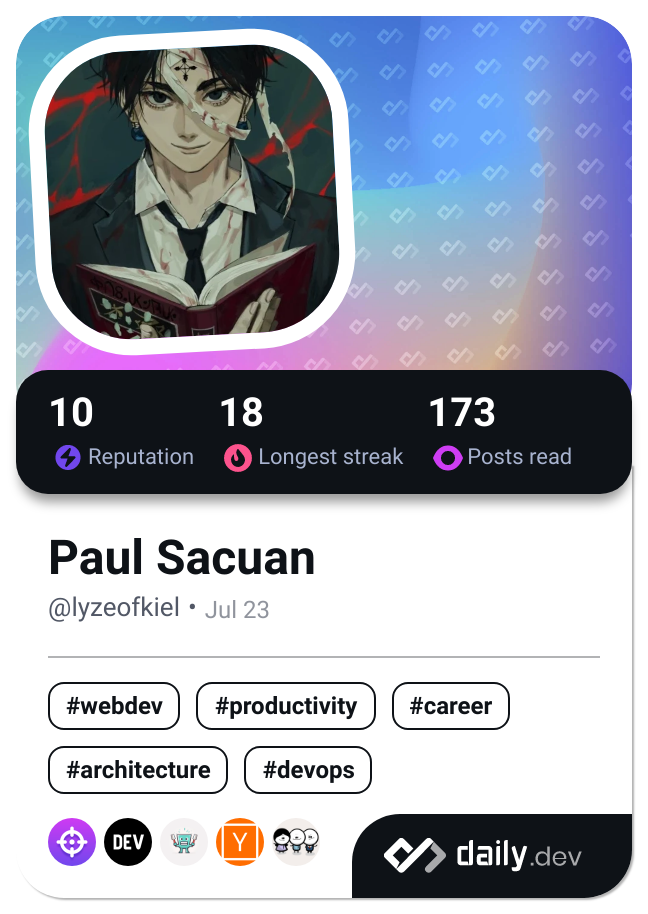 10 18 173
Reputation Longest streak Posts read
Paul Sacuan
@lyzeofkiel • Jul 23
#webdev #productivity #career
#architecture #devops
DEV Y
daily.dev